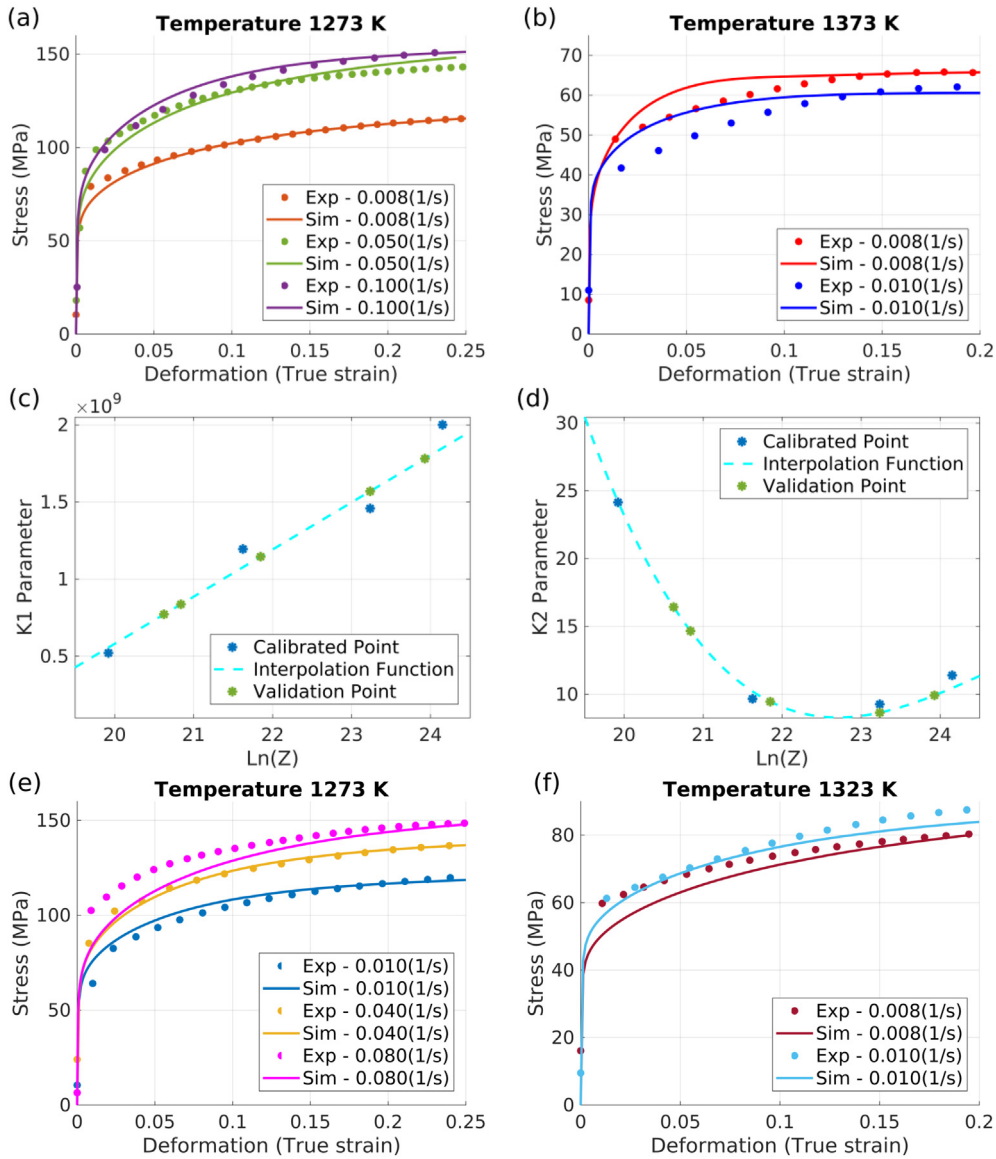 (a)
Temperature 1273 K
150
100
50
0
Stress (MPa)
Exp - 0.008(1/s)
Sim - 0.008(1/s)
Exp - 0.050(1/s)
Sim - 0.050(1/s)
Exp - 0.100(1/s)
Sim - 0.100(1/s)
0 0.05 0.1 0.15 0.2 0.25
Deformation (True strain)
(b)
Temperature 1373 K
70
60
50
40
30
20
10
0
Stress (MPa)
Exp - 0.008(1/s)
Sim - 0.008(1/s)
Exp - 0.010(1/s)
Sim - 0.010(1/s)
0 0.05 0.1 0.15 0.2
Deformation (True strain)
(c)
×10⁹
2
1.5
1
0.5
K1 Parameter
Calibrated Point
Interpolation Function
Validation Point
20 21 22 23 24
Ln(Z)
(d)
30
25
20
15
10
K2 Parameter
Calibrated Point
Interpolation Function
Validation Point
20 21 22 23 24
Ln(Z)
(e)
Temperature 1273 K
150
100
50
0
Stress (MPa)
Exp - 0.010(1/s)
Sim - 0.010(1/s)
Exp - 0.040(1/s)
Sim - 0.040(1/s)
Exp - 0.080(1/s)
Sim - 0.080(1/s)
0 0.05 0.1 0.15 0.2 0.25
Deformation (True strain)
(f)
Temperature 1323 K
80
60
40
20
0
Stress (MPa)
Exp - 0.008(1/s)
Sim - 0.008(1/s)
Exp - 0.010(1/s)
Sim - 0.010(1/s)
0 0.05 0.1 0.15 0.2
Deformation (True strain)